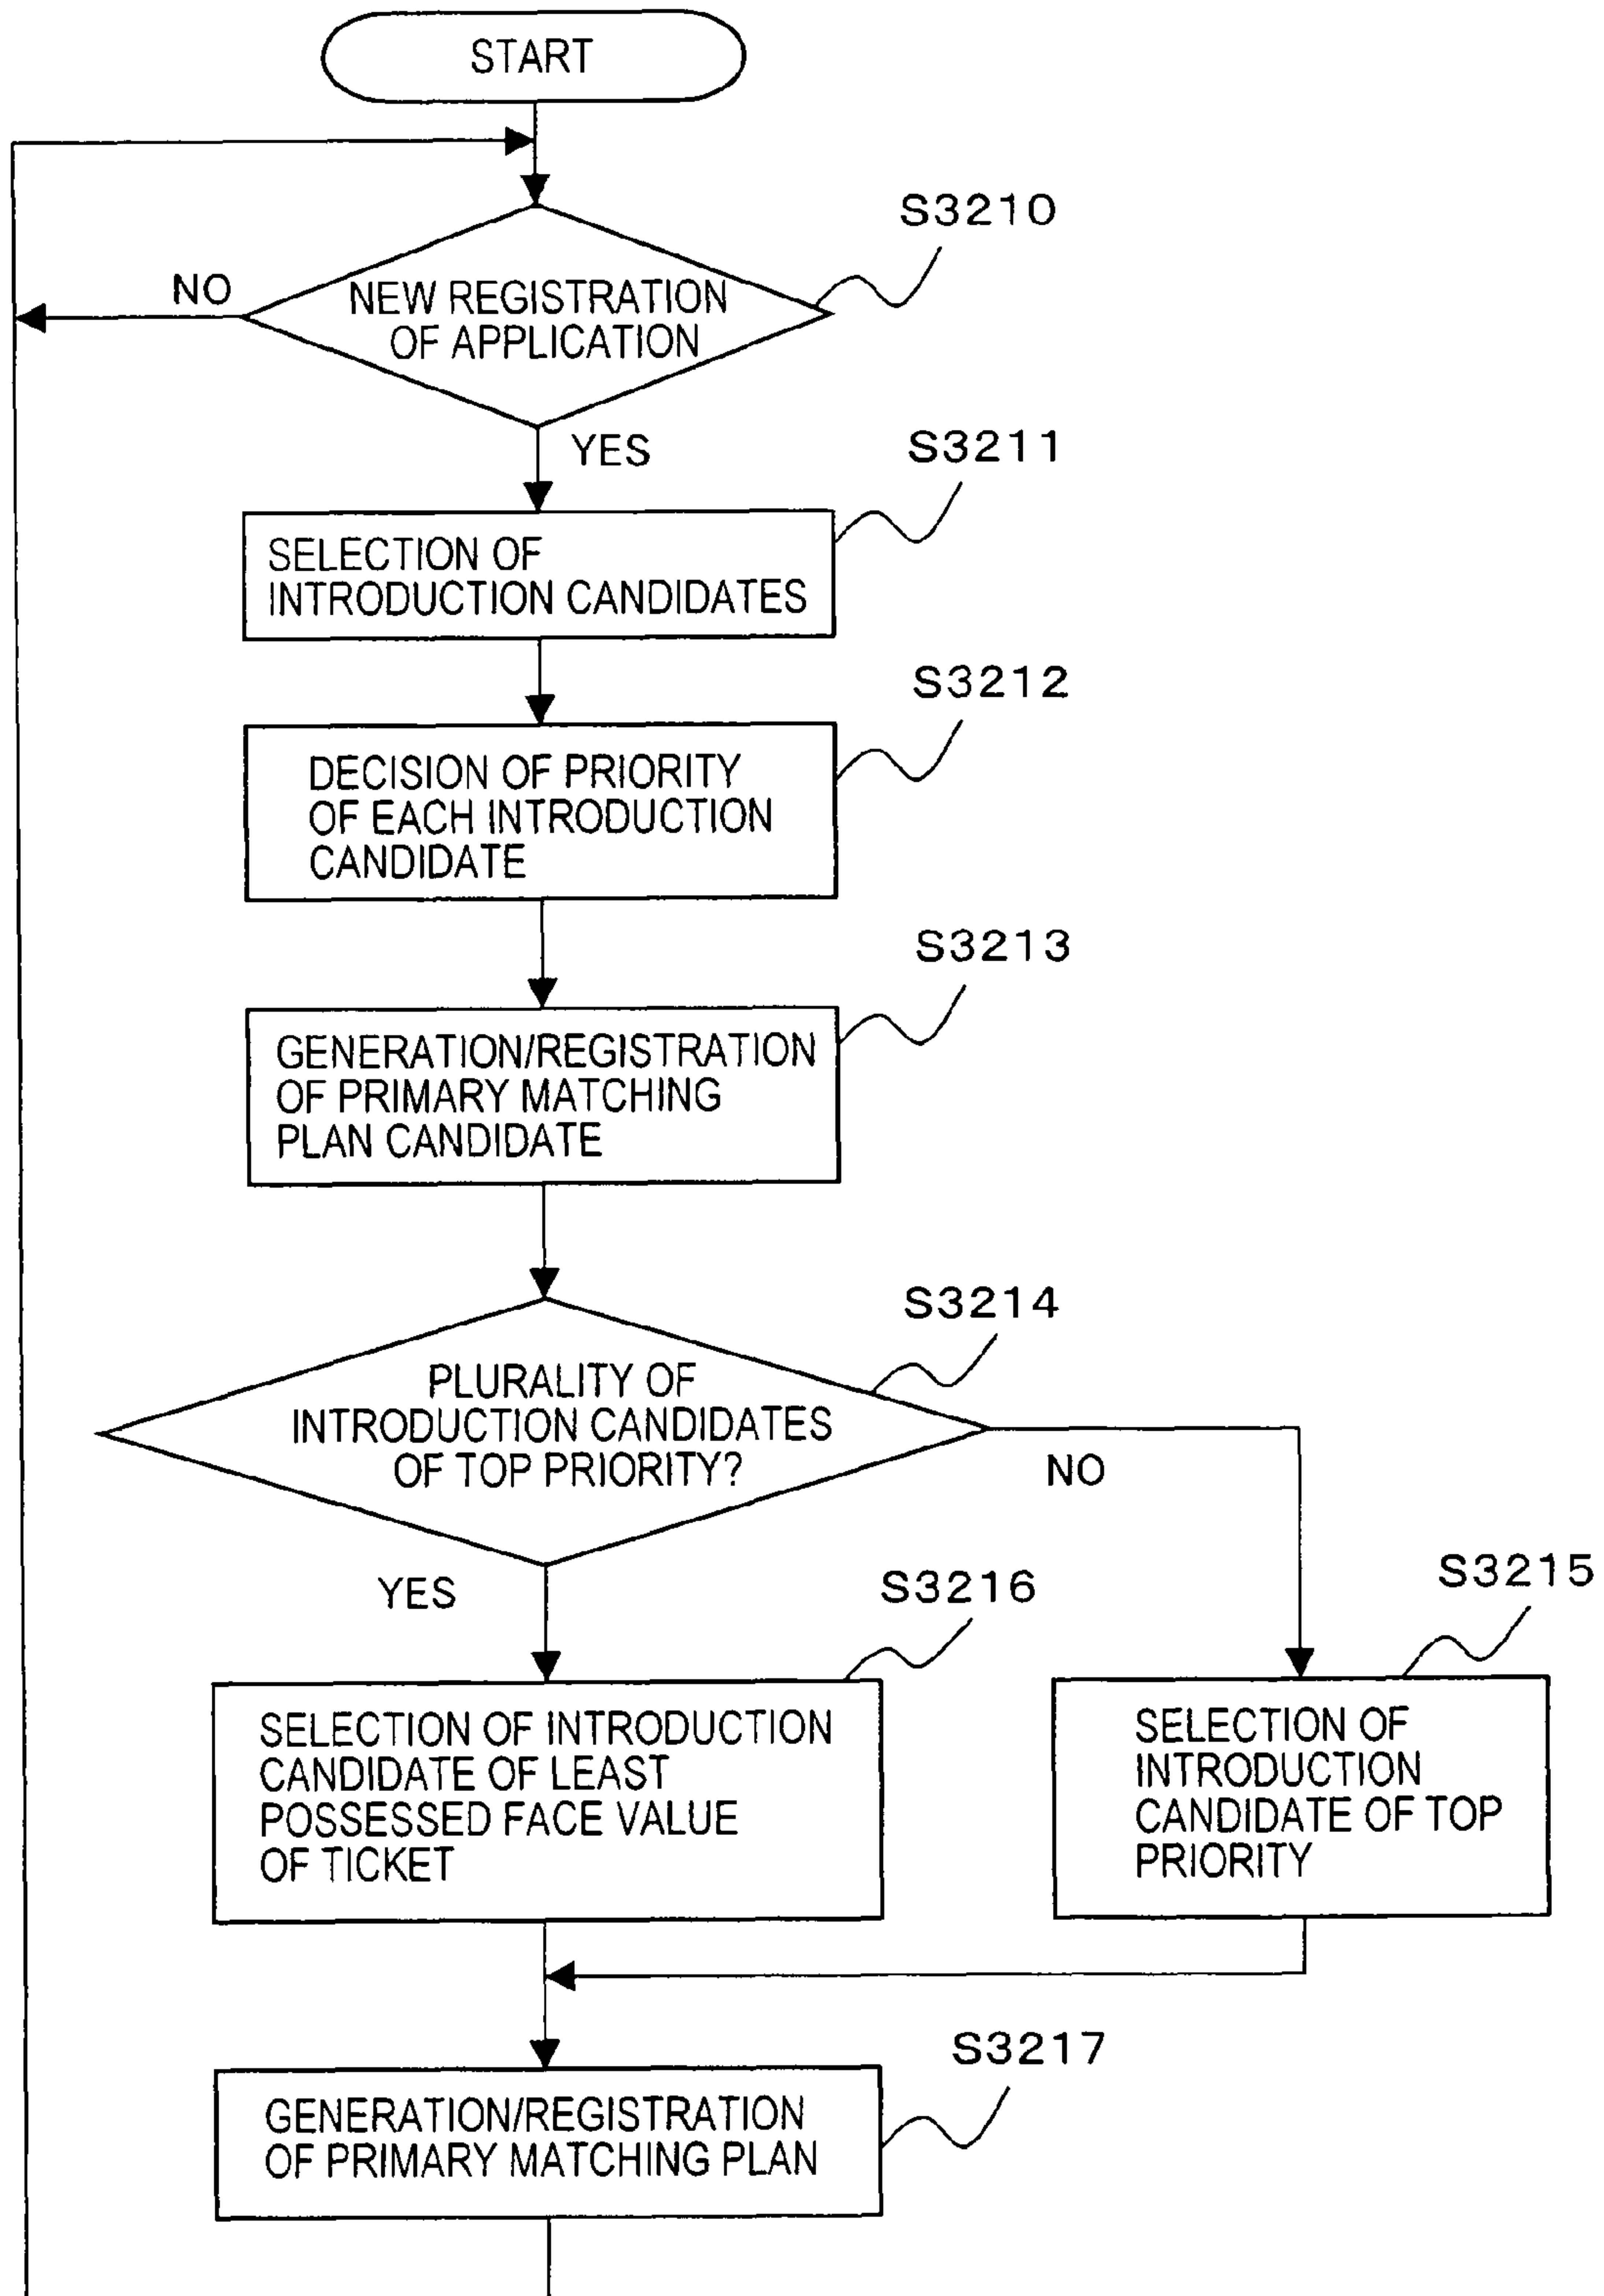 START
S3210
NO
NEW REGISTRATION
OF APPLICATION
YES
S3211
SELECTION OF
INTRODUCTION CANDIDATES
S3212
DECISION OF PRIORITY
OF EACH INTRODUCTION
CANDIDATE
S3213
GENERATION/REGISTRATION
OF PRIMARY MATCHING
PLAN CANDIDATE
S3214
PLURALITY OF
INTRODUCTION CANDIDATES
OF TOP PRIORITY?
NO
YES
S3216
S3215
SELECTION OF INTRODUCTION
CANDIDATE OF LEAST
POSSESSED FACE VALUE
OF TICKET
SELECTION OF
INTRODUCTION
CANDIDATE OF TOP
PRIORITY
S3217
GENERATION/REGISTRATION
OF PRIMARY MATCHING PLAN